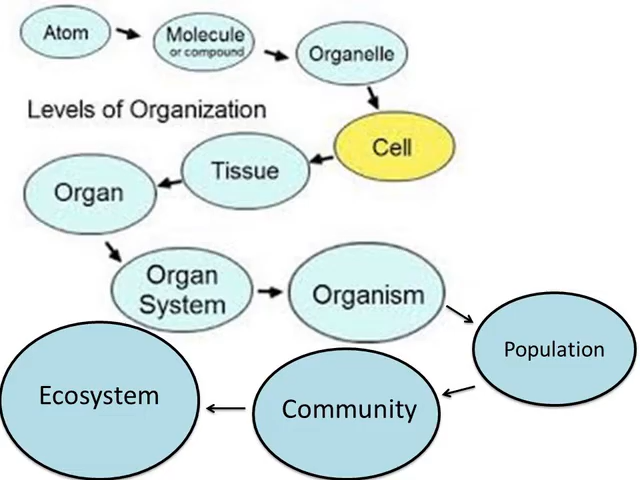 Atom
Molecule
or compound
Organelle
Levels of Organization
Cell
Tissue
Organ
Organ
System
Organism
Population
Community
Ecosystem